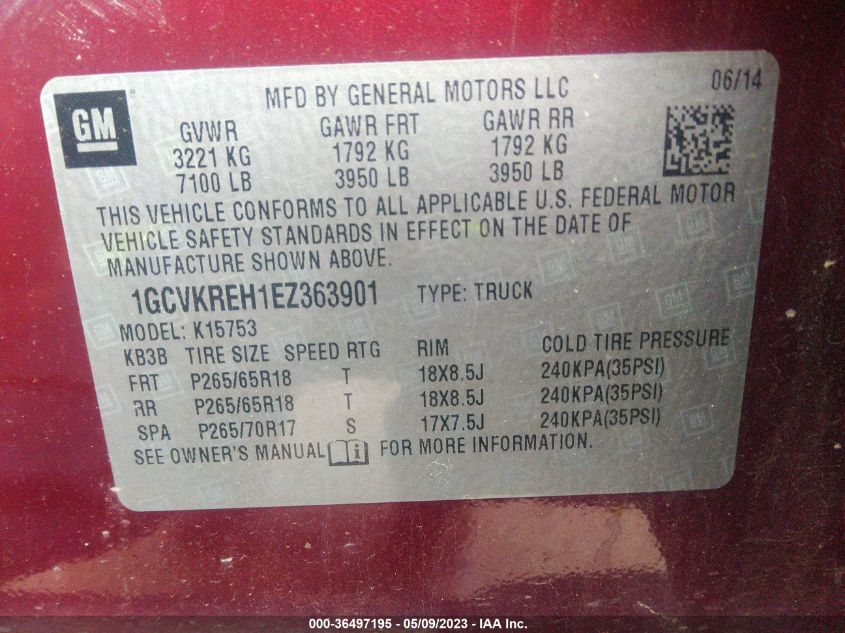 GM
MFD BY GENERAL MOTORS LLC
06/14
GVWR GAWR FRT GAWR RR
3221 KG 1792 KG 1792 KG
7100 LB 3950 LB 3950 LB
THIS VEHICLE CONFORMS TO ALL APPLICABLE U.S. FEDERAL MOTOR
VEHICLE SAFETY STANDARDS IN EFFECT ON THE DATE OF
MANUFACTURE SHOWN ABOVE.
1GCVKREH1EZ363901 TYPE: TRUCK
MODEL: K15753
KB3B TIRE SIZE SPEED RTG RIM COLD TIRE PRESSURE
FRT P265/65R18 T 18X8.5J 240KPA(35PSI)
RR P265/65R18 T 18X8.5J 240KPA(35PSI)
SPA P265/70R17 S 17X7.5J 240KPA(35PSI)
SEE OWNER'S MANUAL FOR MORE INFORMATION.
000-36497195 - 05/09/2023 - IAA Inc.